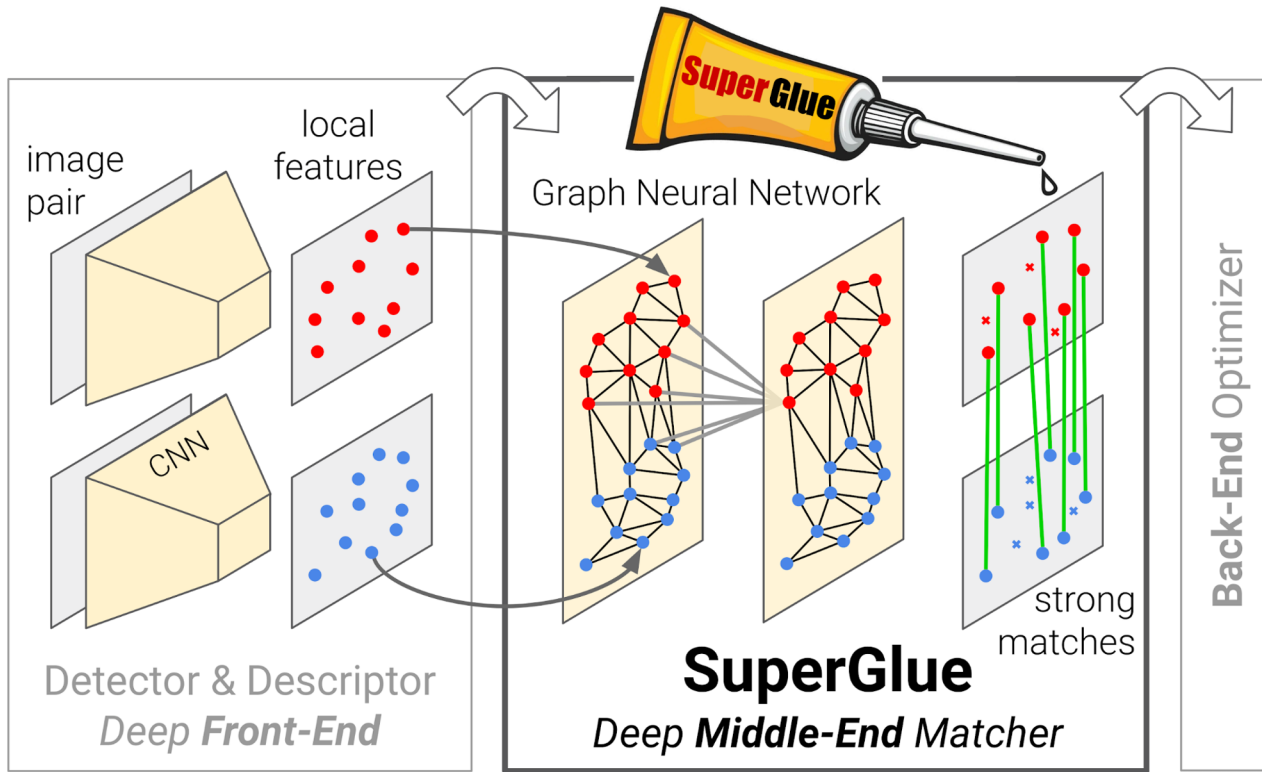 image
pair
local
features
CNN
Detector & Descriptor
Deep Front-End
SuperGlue
Graph Neural Network
strong
matches
SuperGlue
Deep Middle-End Matcher
Back-End Optimizer